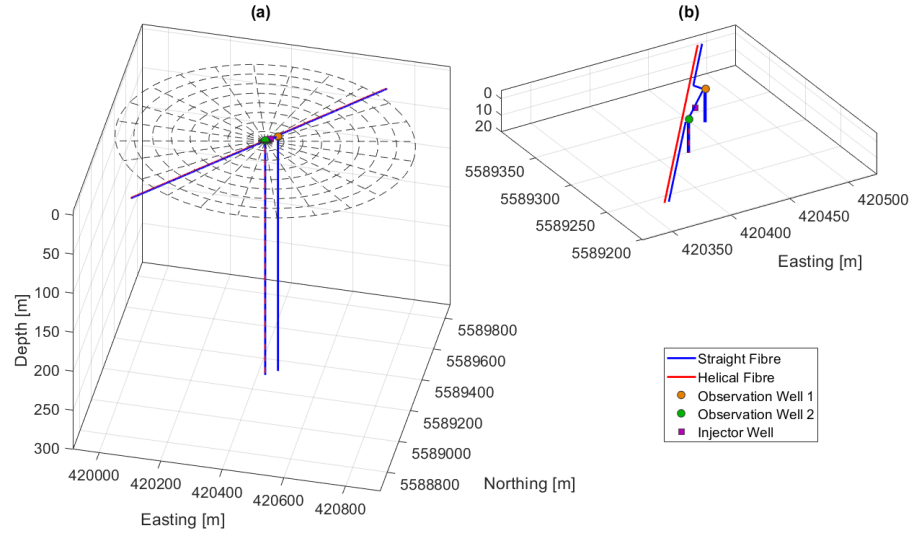 (a)
(b)
0
50
100
150
200
250
300
Depth [m]
420000
420200
420400
420600
420800
Easting [m]
5588800
5589000
5589200
5589400
5589600
5589800
Northing [m]
0
10
20
5589350
5589300
5589250
5589200
420350
420400
420450
420500
Easting [m]
Straight Fibre
Helical Fibre
Observation Well 1
Observation Well 2
Injector Well